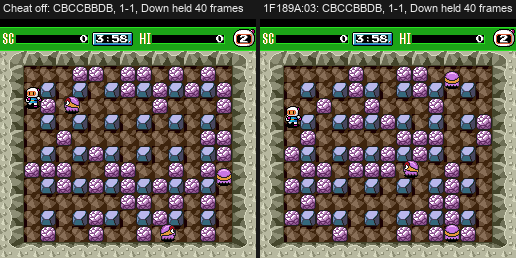 Cheat off: CBCCBBDB, 1-1, Down held 40 frames
1F189A:03: CBCCBBDB, 1-1, Down held 40 frames
SC 0 3:58 HI 0 2
SC 0 3:58 HI 0 2